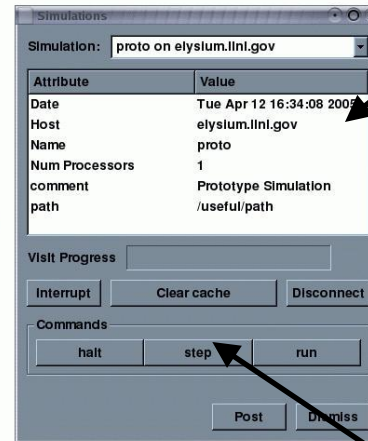 Simulations
Simulation: proto on elysium.llnl.gov
Attribute Value
Date Tue Apr 12 16:34:08 2005
Host elysium.llnl.gov
Name proto
Num Processors 1
comment Prototype Simulation
path /useful/path
VisIt Progress
Interrupt Clear cache Disconnect
Commands
halt step run
Post Dismiss